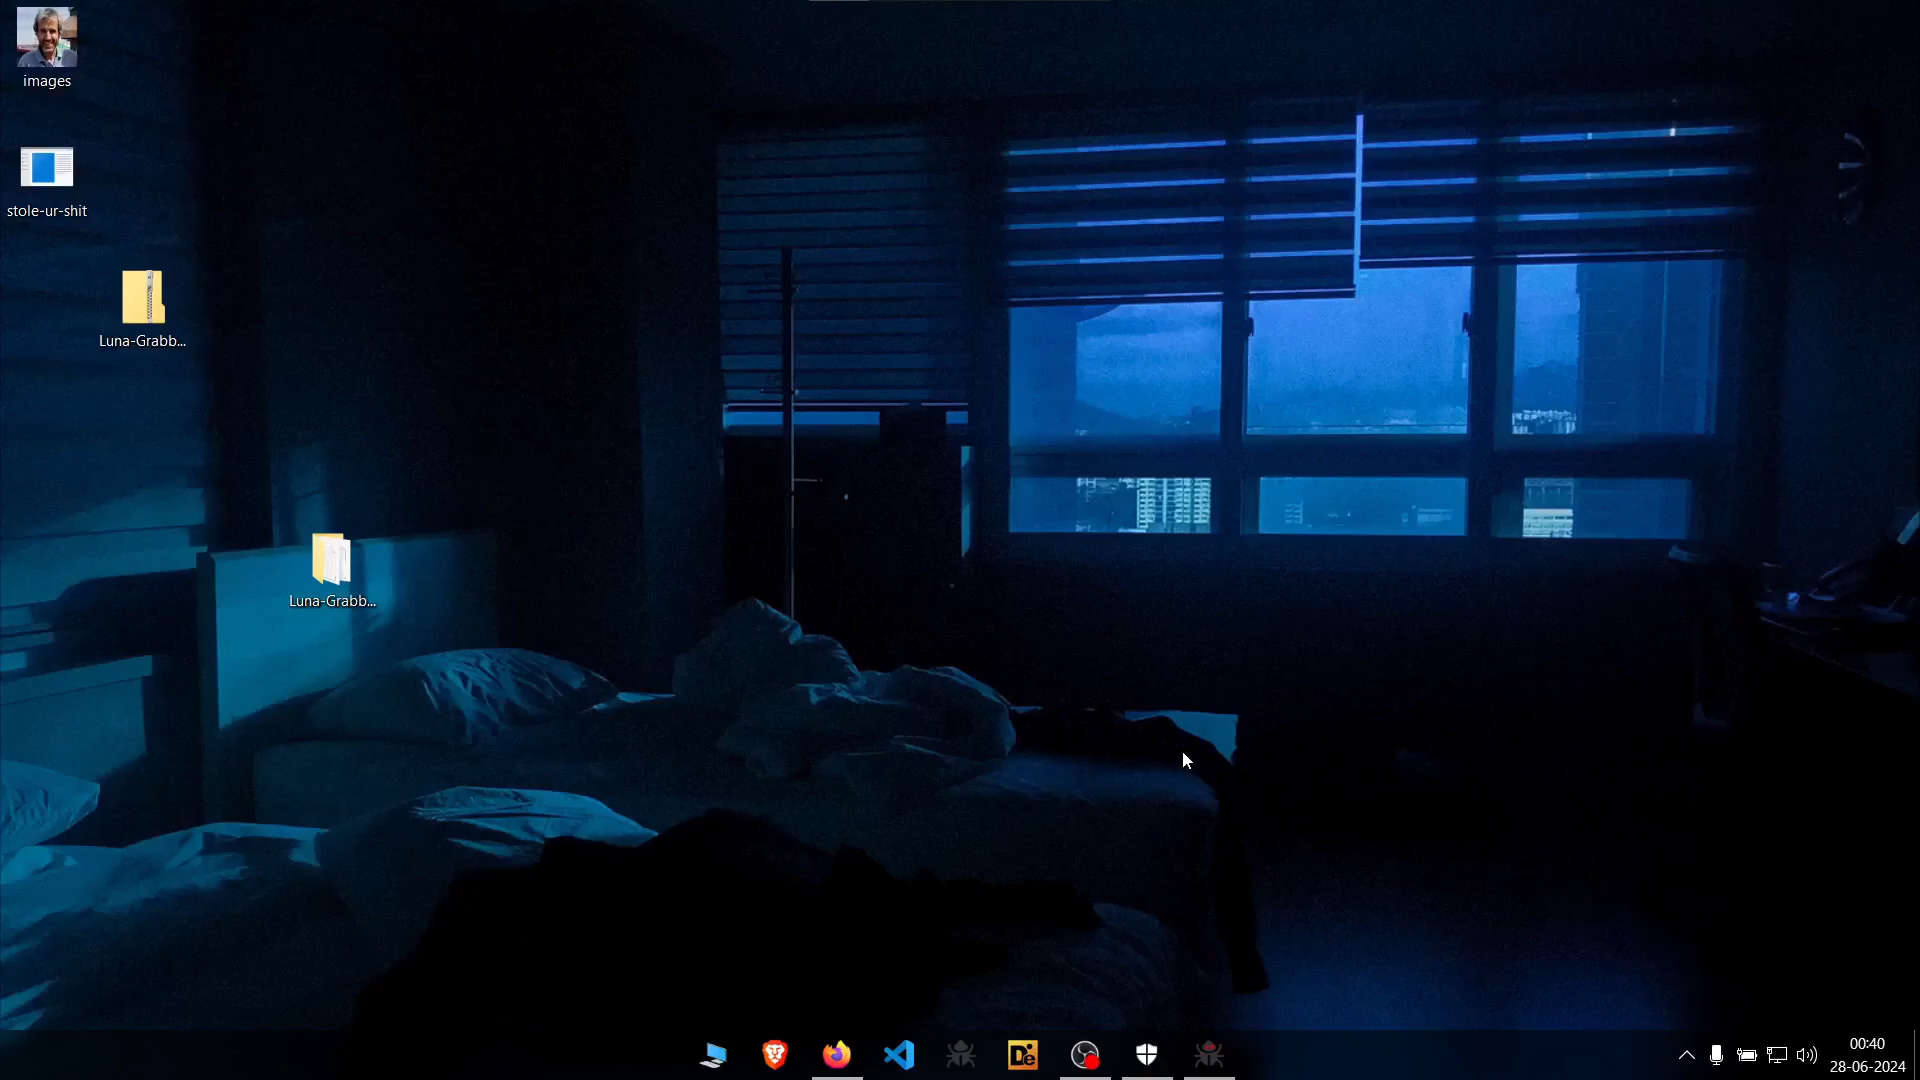 images
stole-ur-shit
Luna-Grabb...
Luna-Grabb...
De
00:40
28-06-2024